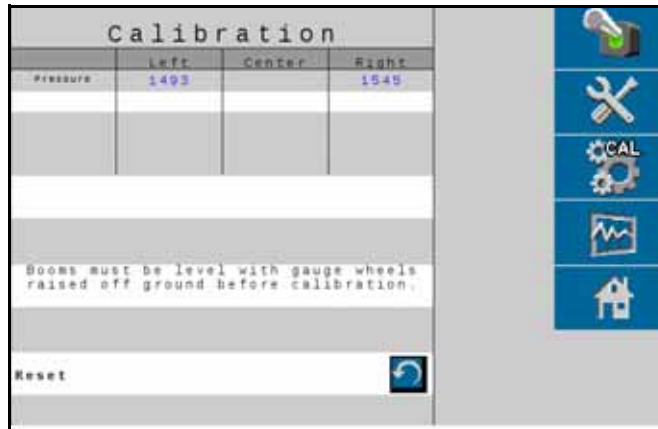 Calibration
Left Center Right
Pressure 1493 1545
Booms must be level with gauge wheels
raised off ground before calibration.
Reset
CAL